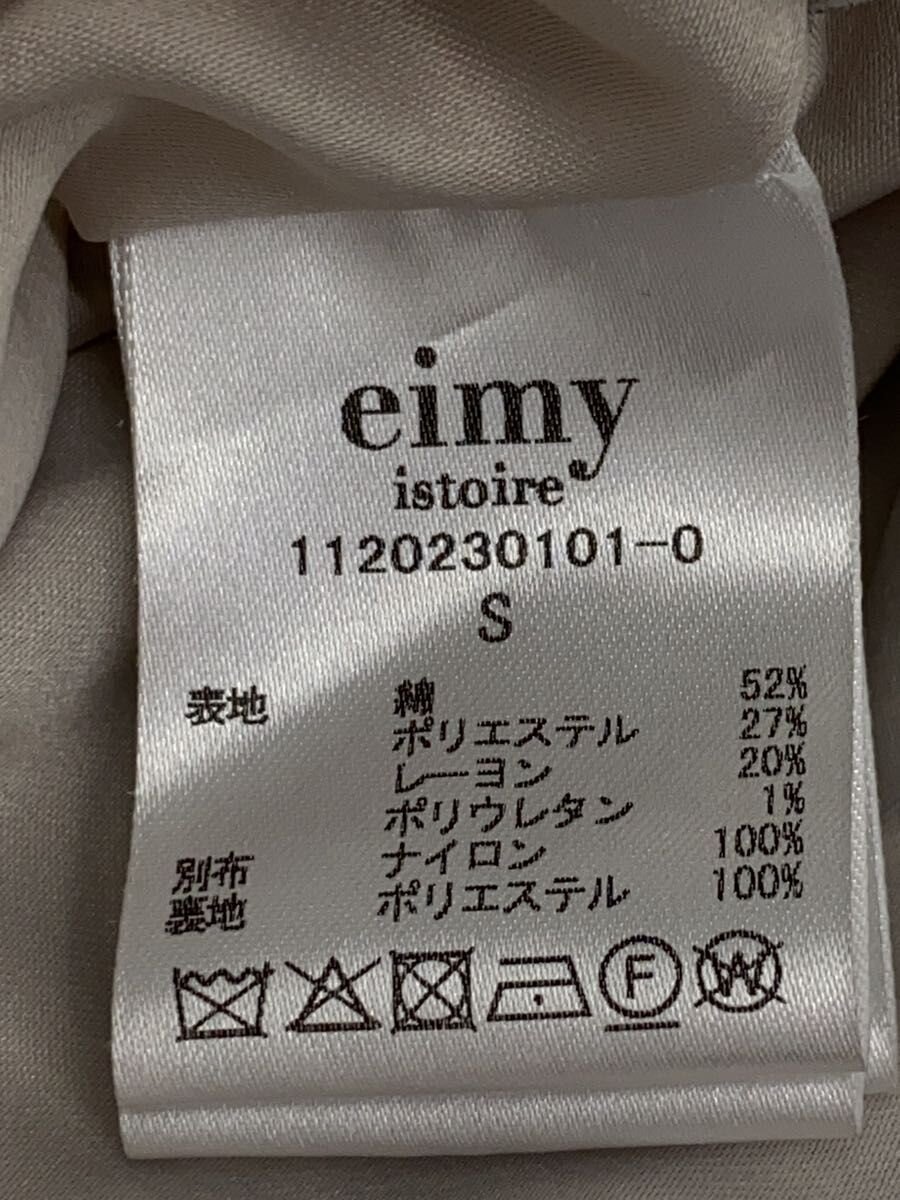 eimy
istoire
1120230101-0
S
表地 綿 52%
ポリエステル 27%
レーヨン 20%
ポリウレタン 1%
別布 ナイロン 100%
裏地 ポリエステル 100%
F W